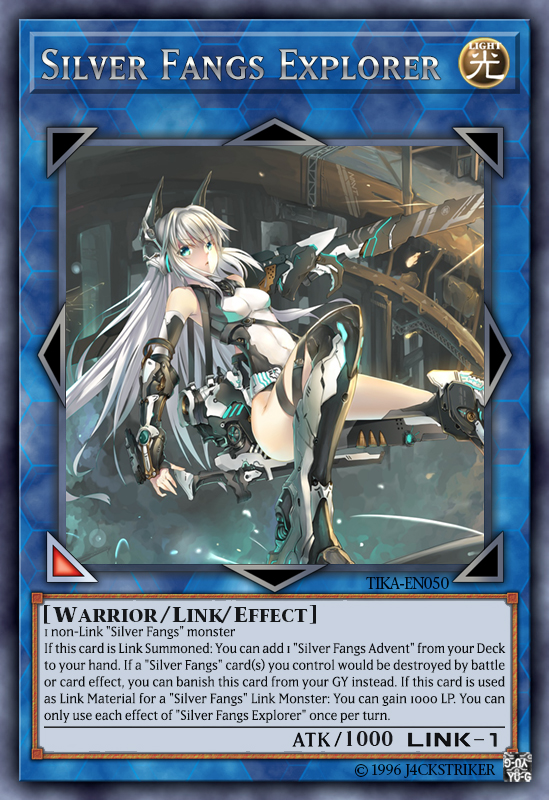 Silver Fangs Explorer
LIGHT
光
TIKA-EN050
[Warrior/Link/Effect]
1 non-Link "Silver Fangs" monster
If this card is Link Summoned: You can add 1 "Silver Fangs Advent" from your Deck
to your hand. If a "Silver Fangs" card(s) you control would be destroyed by battle
or card effect, you can banish this card from your GY instead. If this card is used
as Link Material for a "Silver Fangs" Link Monster: You can gain 1000 LP. You can
only use each effect of "Silver Fangs Explorer" once per turn.
ATK/1000 LINK-1
© 1996 J4CKSTRIKER